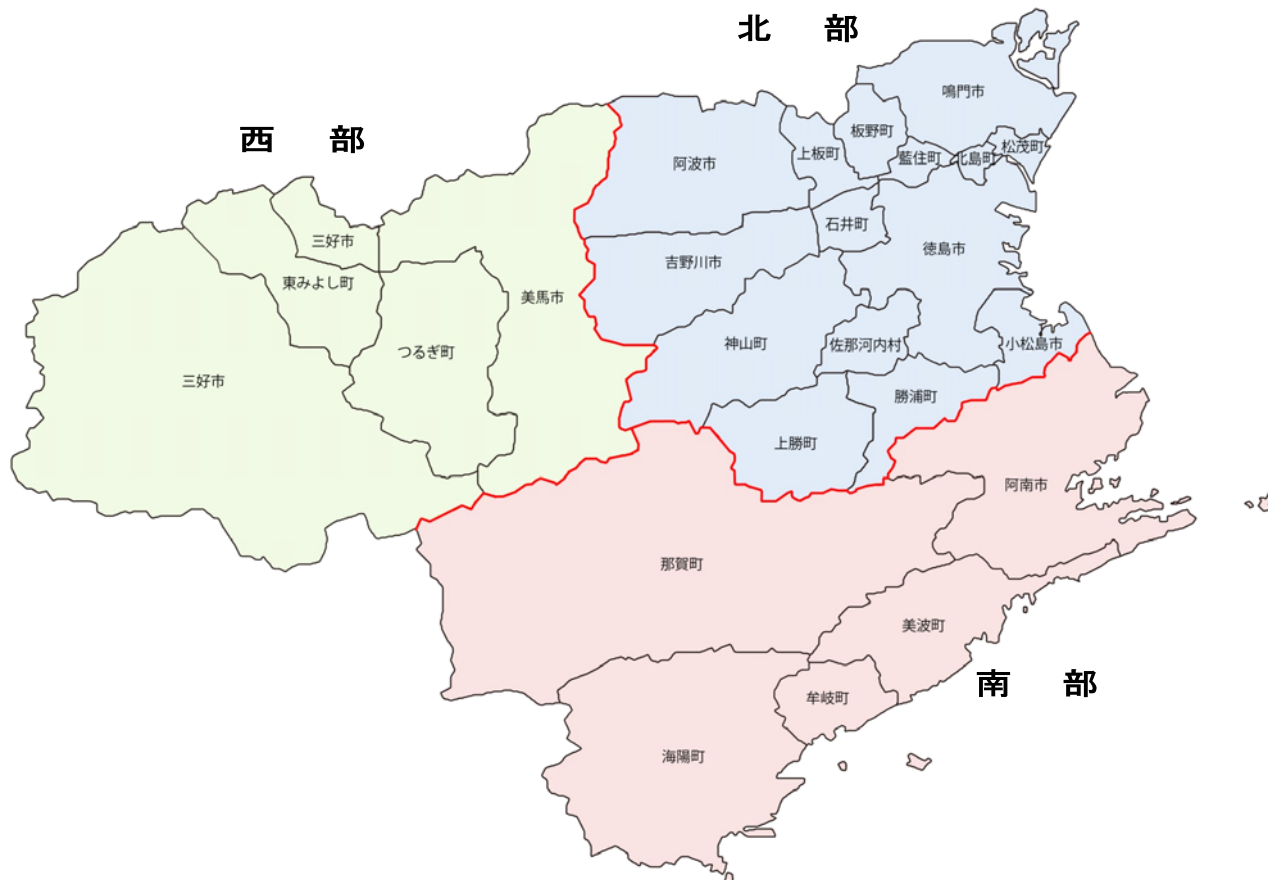 北 部
鳴門市
板野町
松茂町
西 部
上板町
藍住町
北島町
阿波市
石井町
三好市
徳島市
吉野川市
東みよし町
美馬市
神山町
佐那河内村
小松島市
つるぎ町
三好市
勝浦町
上勝町
阿南市
那賀町
美波町
南 部
牟岐町
海陽町